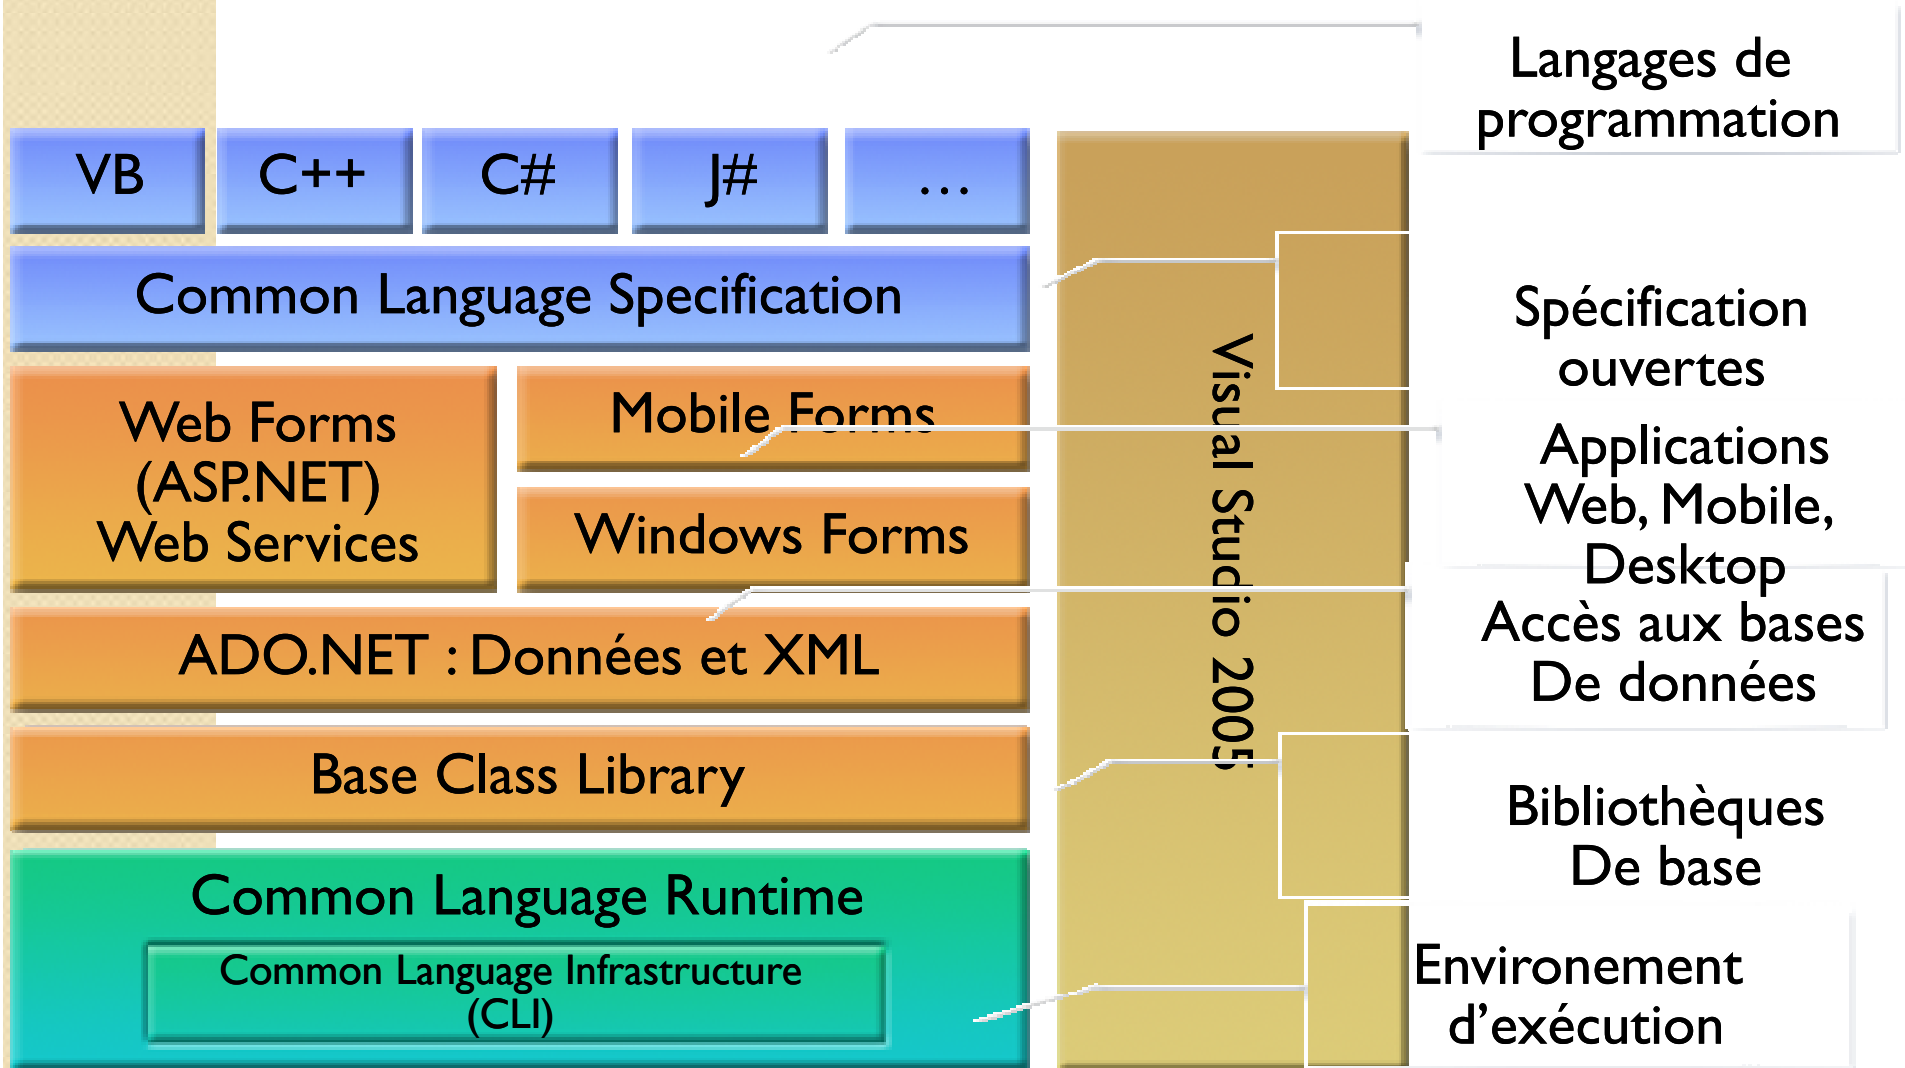 VB
C++
C#
J#
...
Common Language Specification
Web Forms
(ASP.NET)
Web Services
Mobile Forms
Windows Forms
ADO.NET : Données et XML
Base Class Library
Common Language Runtime
Common Language Infrastructure
(CLI)
Visual Studio 2005
Langages de
programmation
Spécification
ouvertes
Applications
Web, Mobile,
Desktop
Accès aux bases
De données
Bibliothèques
De base
Environement
d'exécution